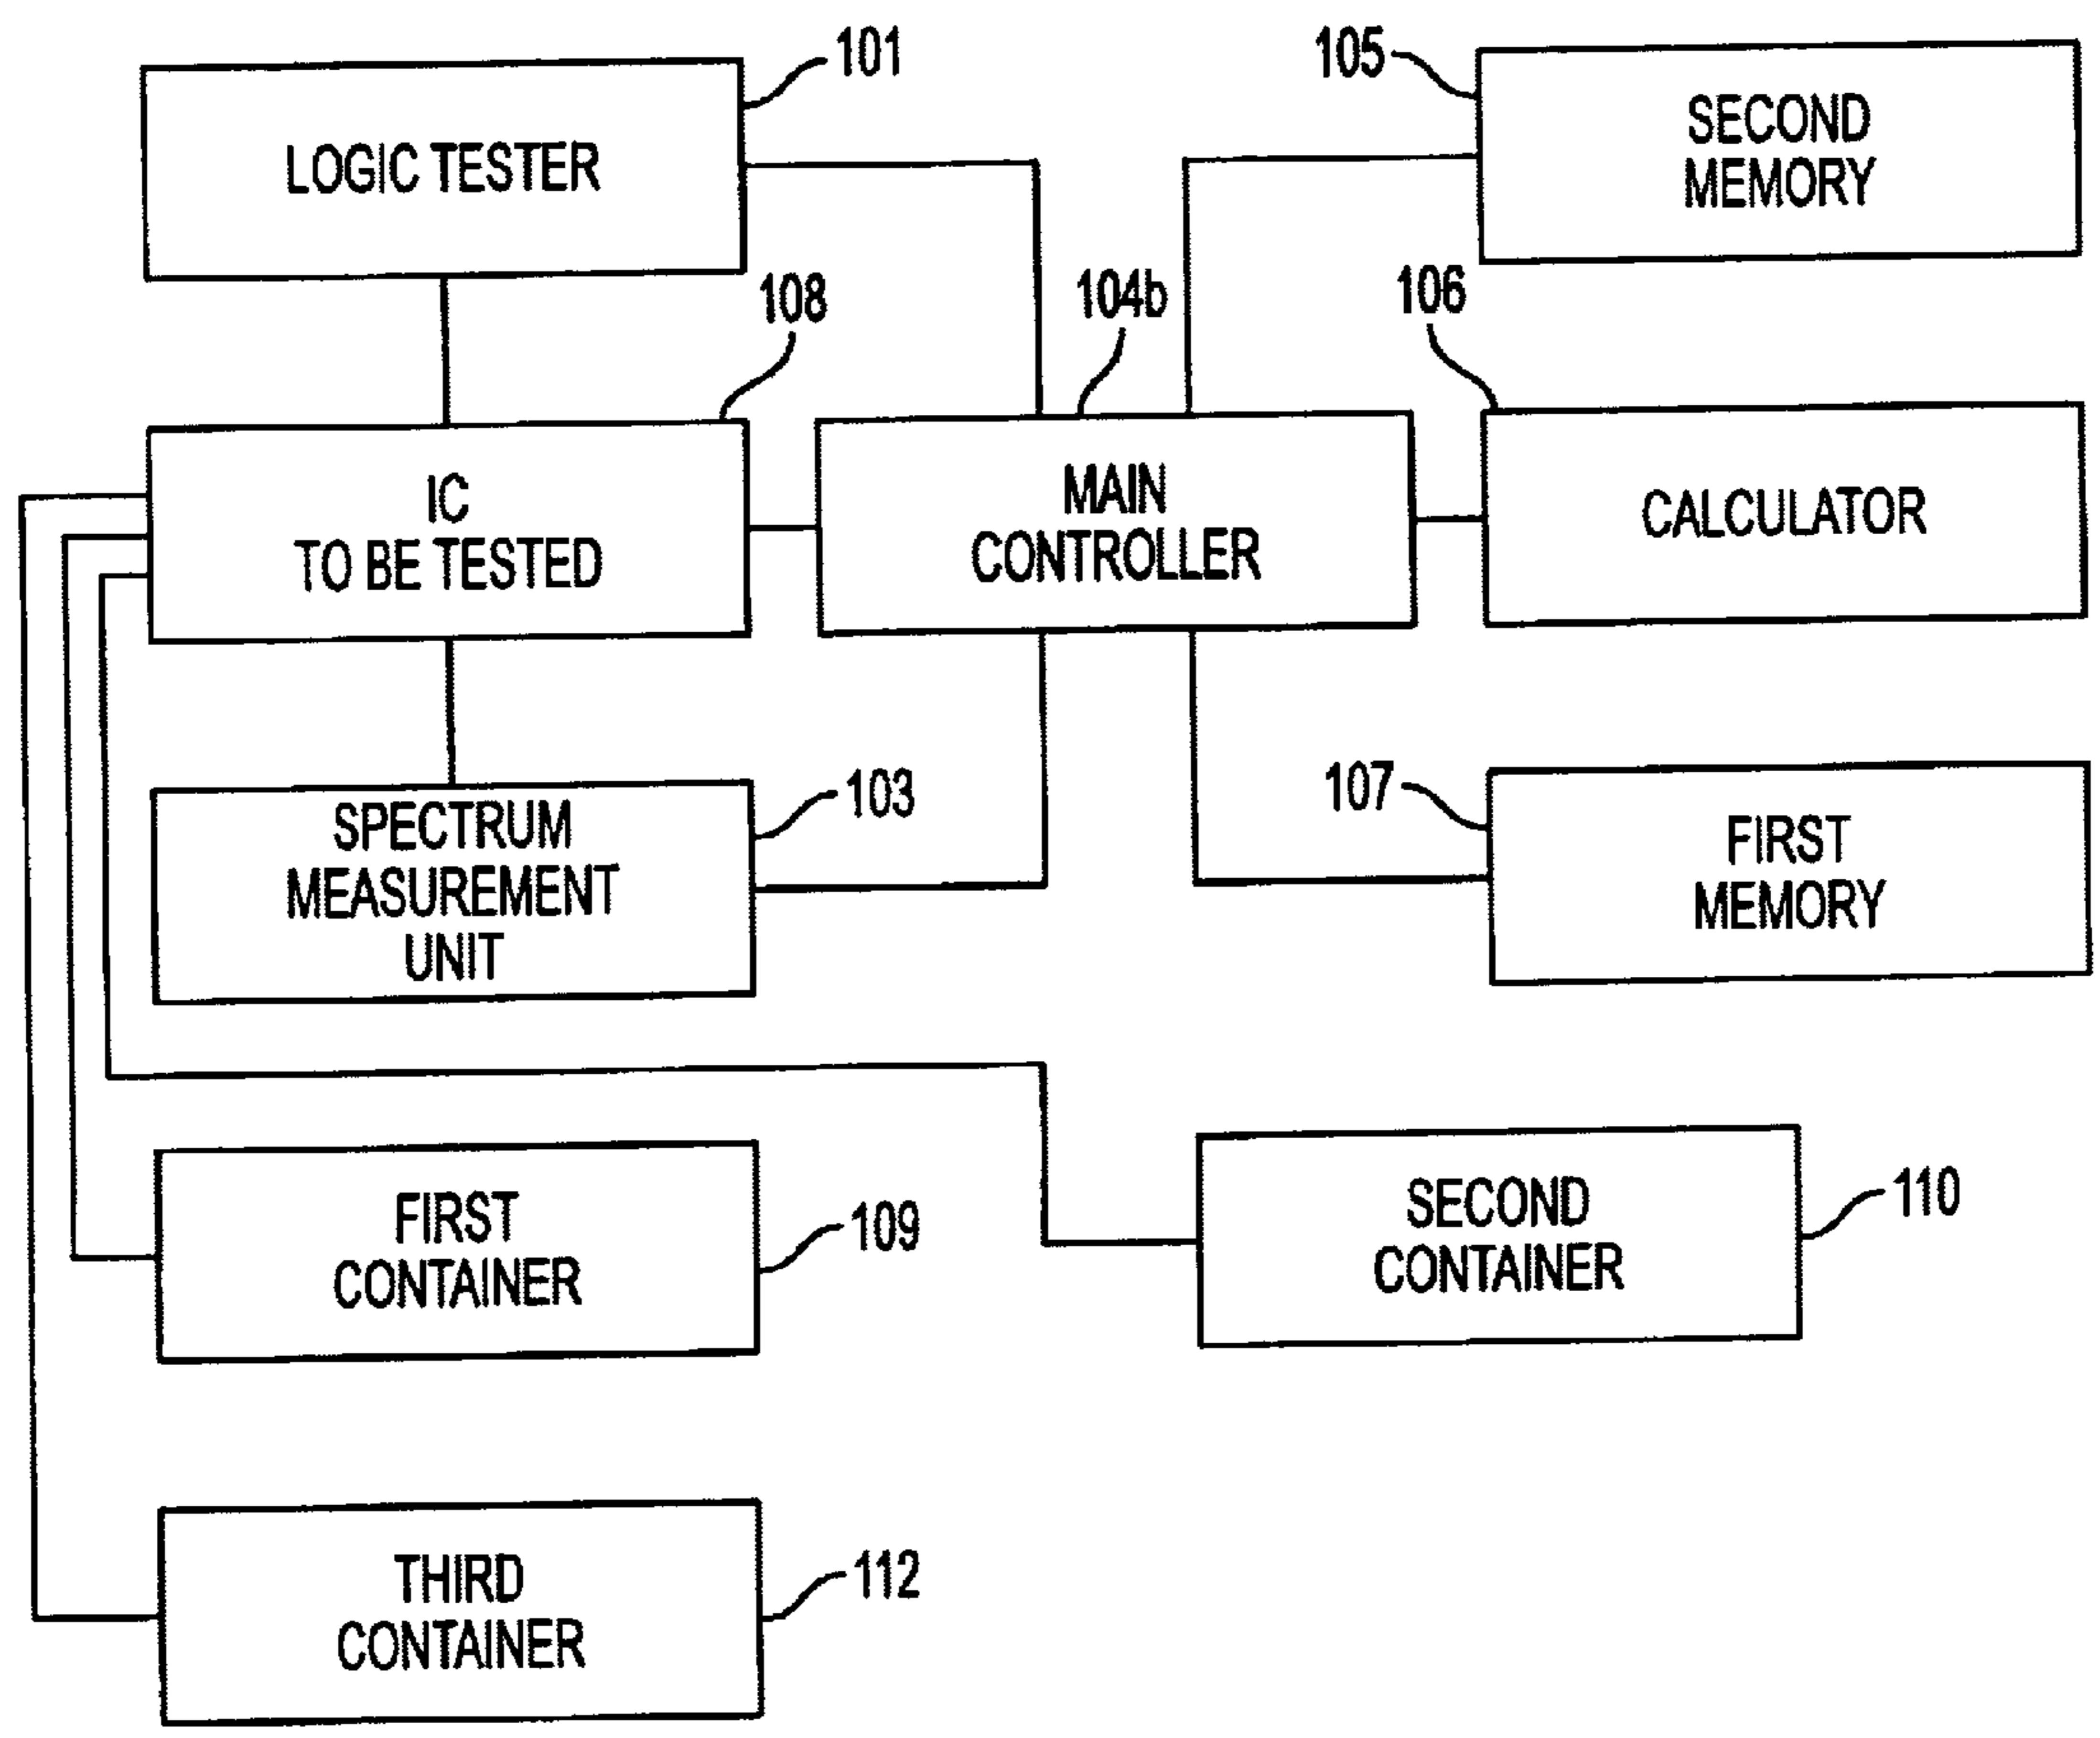 101
LOGIC TESTER
105
SECOND
MEMORY
108
IC
TO BE TESTED
104b
MAIN
CONTROLLER
106
CALCULATOR
103
SPECTRUM
MEASUREMENT
UNIT
107
FIRST
MEMORY
FIRST
CONTAINER
109
SECOND
CONTAINER
110
THIRD
CONTAINER
112